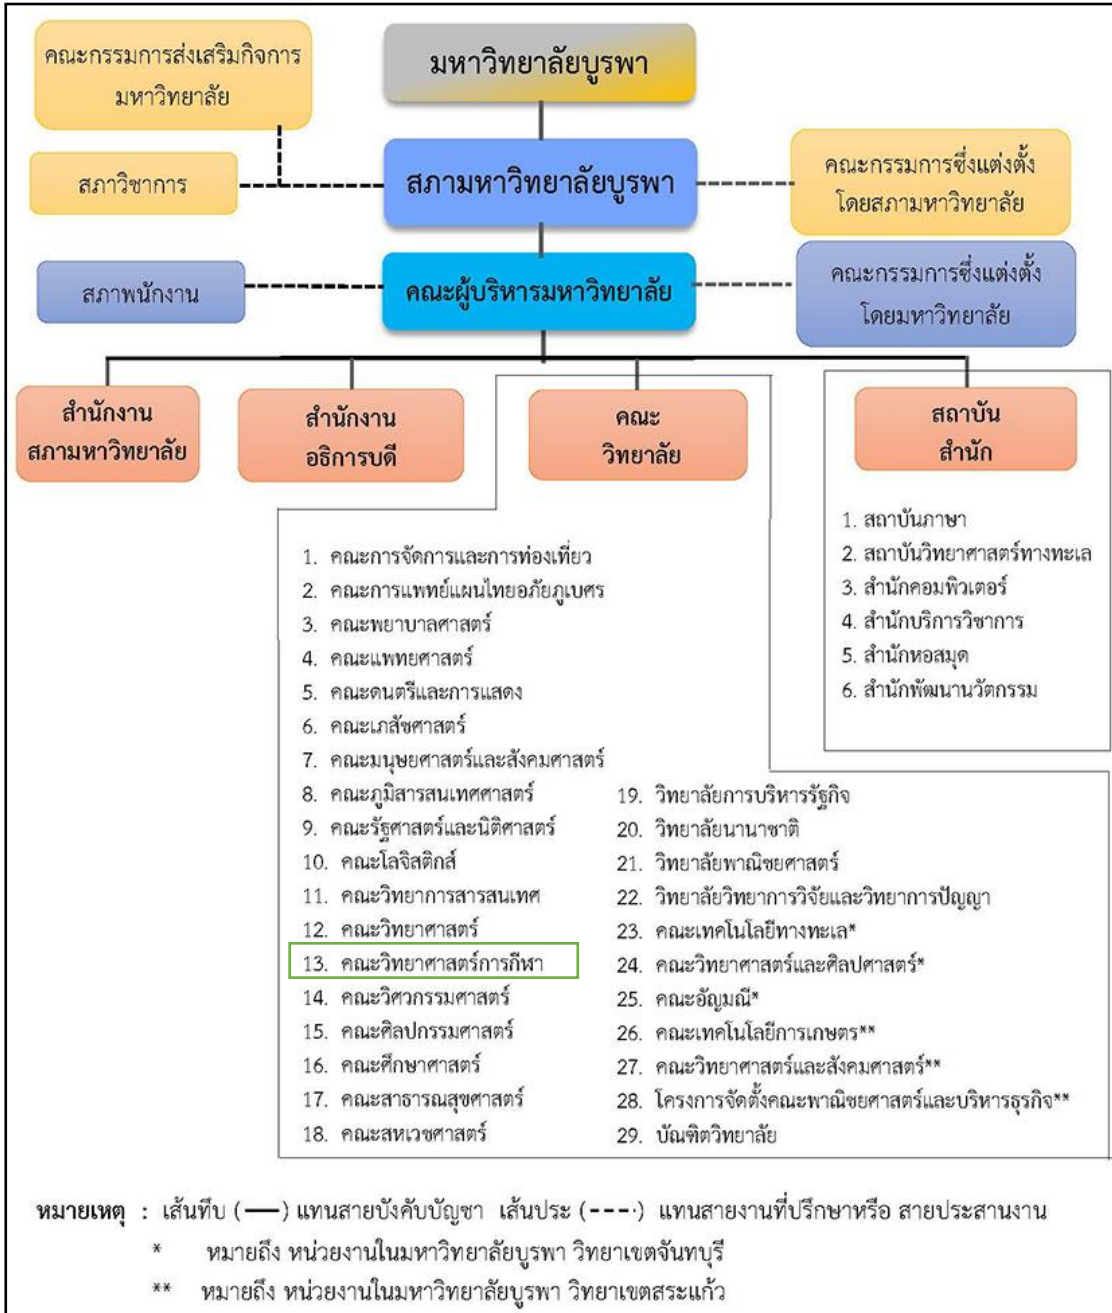 คณะกรรมการส่งเสริมกิจการ
มหาวิทยาลัย
มหาวิทยาลัยบูรพา
สภาวิชาการ
สภามหาวิทยาลัยบูรพา
คณะกรรมการซึ่งแต่งตั้ง
โดยสภามหาวิทยาลัย
สภาพนักงาน
คณะผู้บริหารมหาวิทยาลัย
คณะกรรมการซึ่งแต่งตั้ง
โดยมหาวิทยาลัย
สำนักงาน
สภามหาวิทยาลัย
สำนักงาน
อธิการบดี
คณะ
วิทยาลัย
สถาบัน
สำนัก
1. คณะการจัดการและการท่องเที่ยว
2. คณะการแพทย์แผนไทยอภัยภูเบศร
3. คณะพยาบาลศาสตร์
4. คณะแพทยศาสตร์
5. คณะดนตรีและการแสดง
6. คณะเภสัชศาสตร์
7. คณะมนุษยศาสตร์และสังคมศาสตร์
8. คณะภูมิสารสนเทศศาสตร์
9. คณะรัฐศาสตร์และนิติศาสตร์
10. คณะโลจิสติกส์
11. คณะวิทยาการสารสนเทศ
12. คณะวิทยาศาสตร์
13. คณะวิทยาศาสตร์การกีฬา
14. คณะวิศวกรรมศาสตร์
15. คณะศิลปกรรมศาสตร์
16. คณะศึกษาศาสตร์
17. คณะสาธารณสุขศาสตร์
18. คณะสหเวชศาสตร์
19. วิทยาลัยการบริหารรัฐกิจ
20. วิทยาลัยนานาชาติ
21. วิทยาลัยพาณิชยศาสตร์
22. วิทยาลัยวิทยาการวิจัยและวิทยาการปัญญา
23. คณะเทคโนโลยีทางทะเล*
24. คณะวิทยาศาสตร์และศิลปศาสตร์*
25. คณะอัญมณี*
26. คณะเทคโนโลยีการเกษตร**
27. คณะวิทยาศาสตร์และสังคมศาสตร์**
28. โครงการจัดตั้งคณะพาณิชยศาสตร์และบริหารธุรกิจ**
29. บัณฑิตวิทยาลัย
1. สถาบันภาษา
2. สถาบันวิทยาศาสตร์ทางทะเล
3. สำนักคอมพิวเตอร์
4. สำนักบริการวิชาการ
5. สำนักหอสมุด
6. สำนักพัฒนานวัตกรรม
หมายเหตุ : เส้นทึบ (——) แทนสายบังคับบัญชา เส้นประ (----) แทนสายงานที่ปรึกษาหรือ สายประสานงาน
* หมายถึง หน่วยงานในมหาวิทยาลัยบูรพา วิทยาเขตจันทบุรี
** หมายถึง หน่วยงานในมหาวิทยาลัยบูรพา วิทยาเขตสระแก้ว